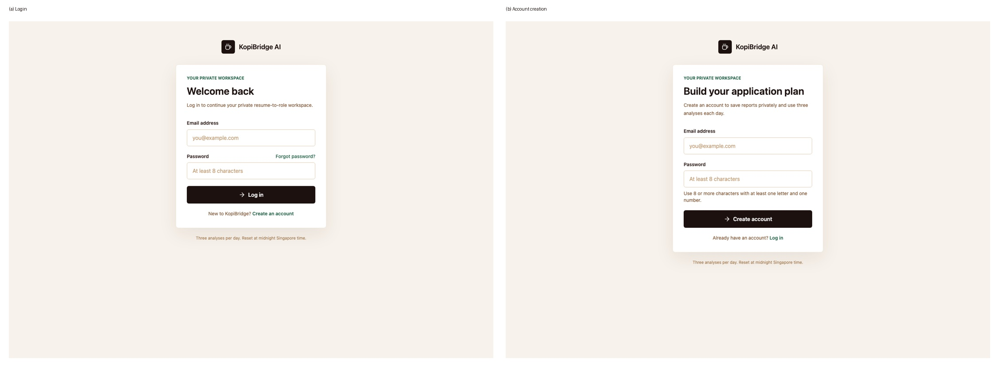 (a) Login
KopiBridge AI
YOUR PRIVATE WORKSPACE
Welcome back
Log in to continue your private resume-to-role workspace.
Email address
you@example.com
Password
Forgot password?
At least 8 characters
Log in
New to KopiBridge? Create an account
Three analyses per day. Reset at midnight Singapore time.
(b) Account creation
KopiBridge AI
YOUR PRIVATE WORKSPACE
Build your application plan
Create an account to save reports privately and use three
analyses each day.
Email address
you@example.com
Password
At least 8 characters
Use 8 or more characters with at least one letter and one
number.
Create account
Already have an account? Log in
Three analyses per day. Reset at midnight Singapore time.